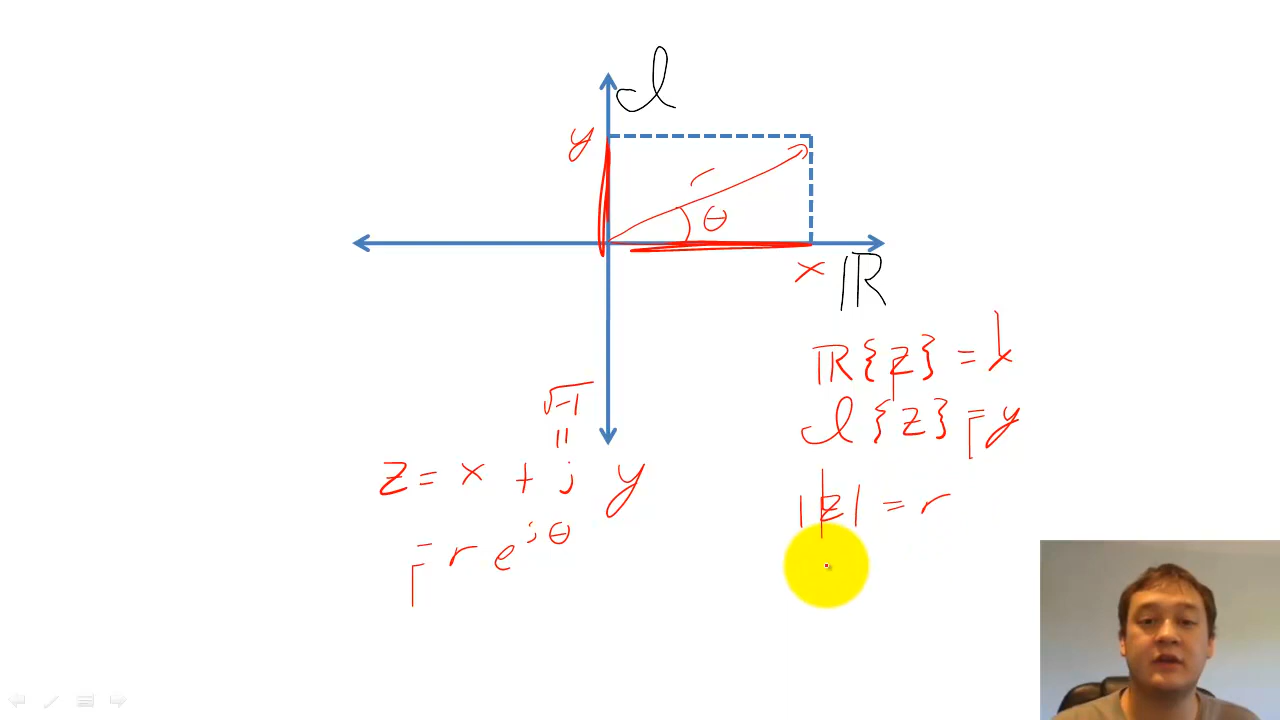 ℐ
y
r
θ
x
ℝ
ℝ{z} = x
ℐ{z} = y
√-1
=
z = x + j y
|z| = r
= r e^{jθ}